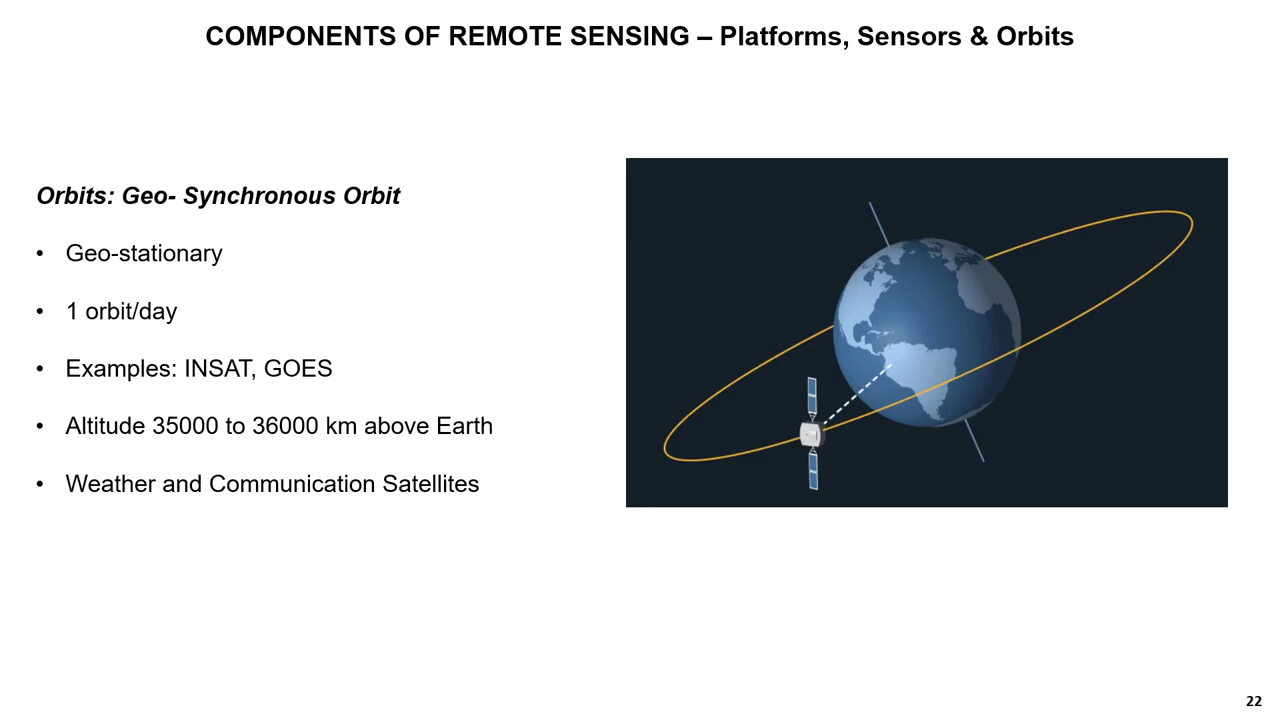 COMPONENTS OF REMOTE SENSING – Platforms, Sensors & Orbits
Orbits: Geo- Synchronous Orbit
• Geo-stationary
• 1 orbit/day
• Examples: INSAT, GOES
• Altitude 35000 to 36000 km above Earth
• Weather and Communication Satellites
22